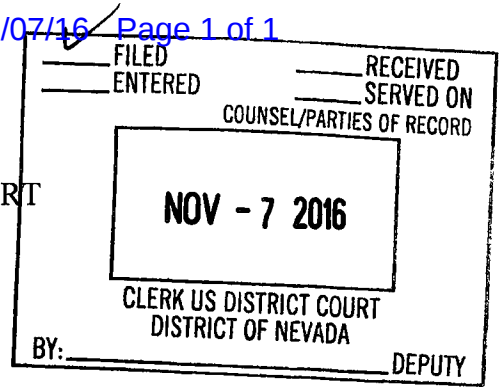 /07/16 Page 1 of 1
FILED RECEIVED
ENTERED SERVED ON
COUNSEL/PARTIES OF RECORD
RT
NOV - 7 2016
CLERK US DISTRICT COURT
DISTRICT OF NEVADA
BY: DEPUTY